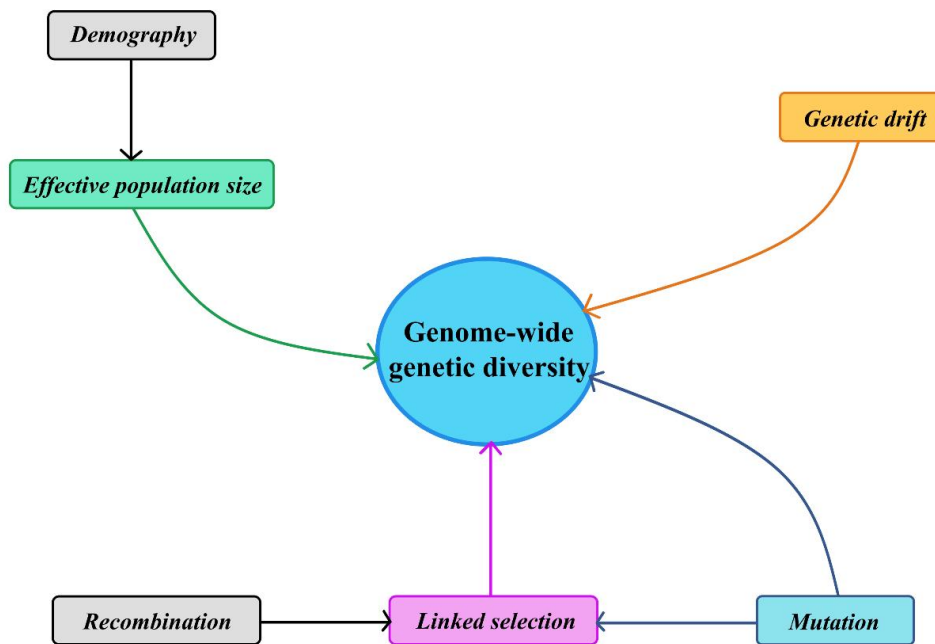 Demography
Genetic drift
Effective population size
Genome-wide
genetic diversity
Recombination
Linked selection
Mutation